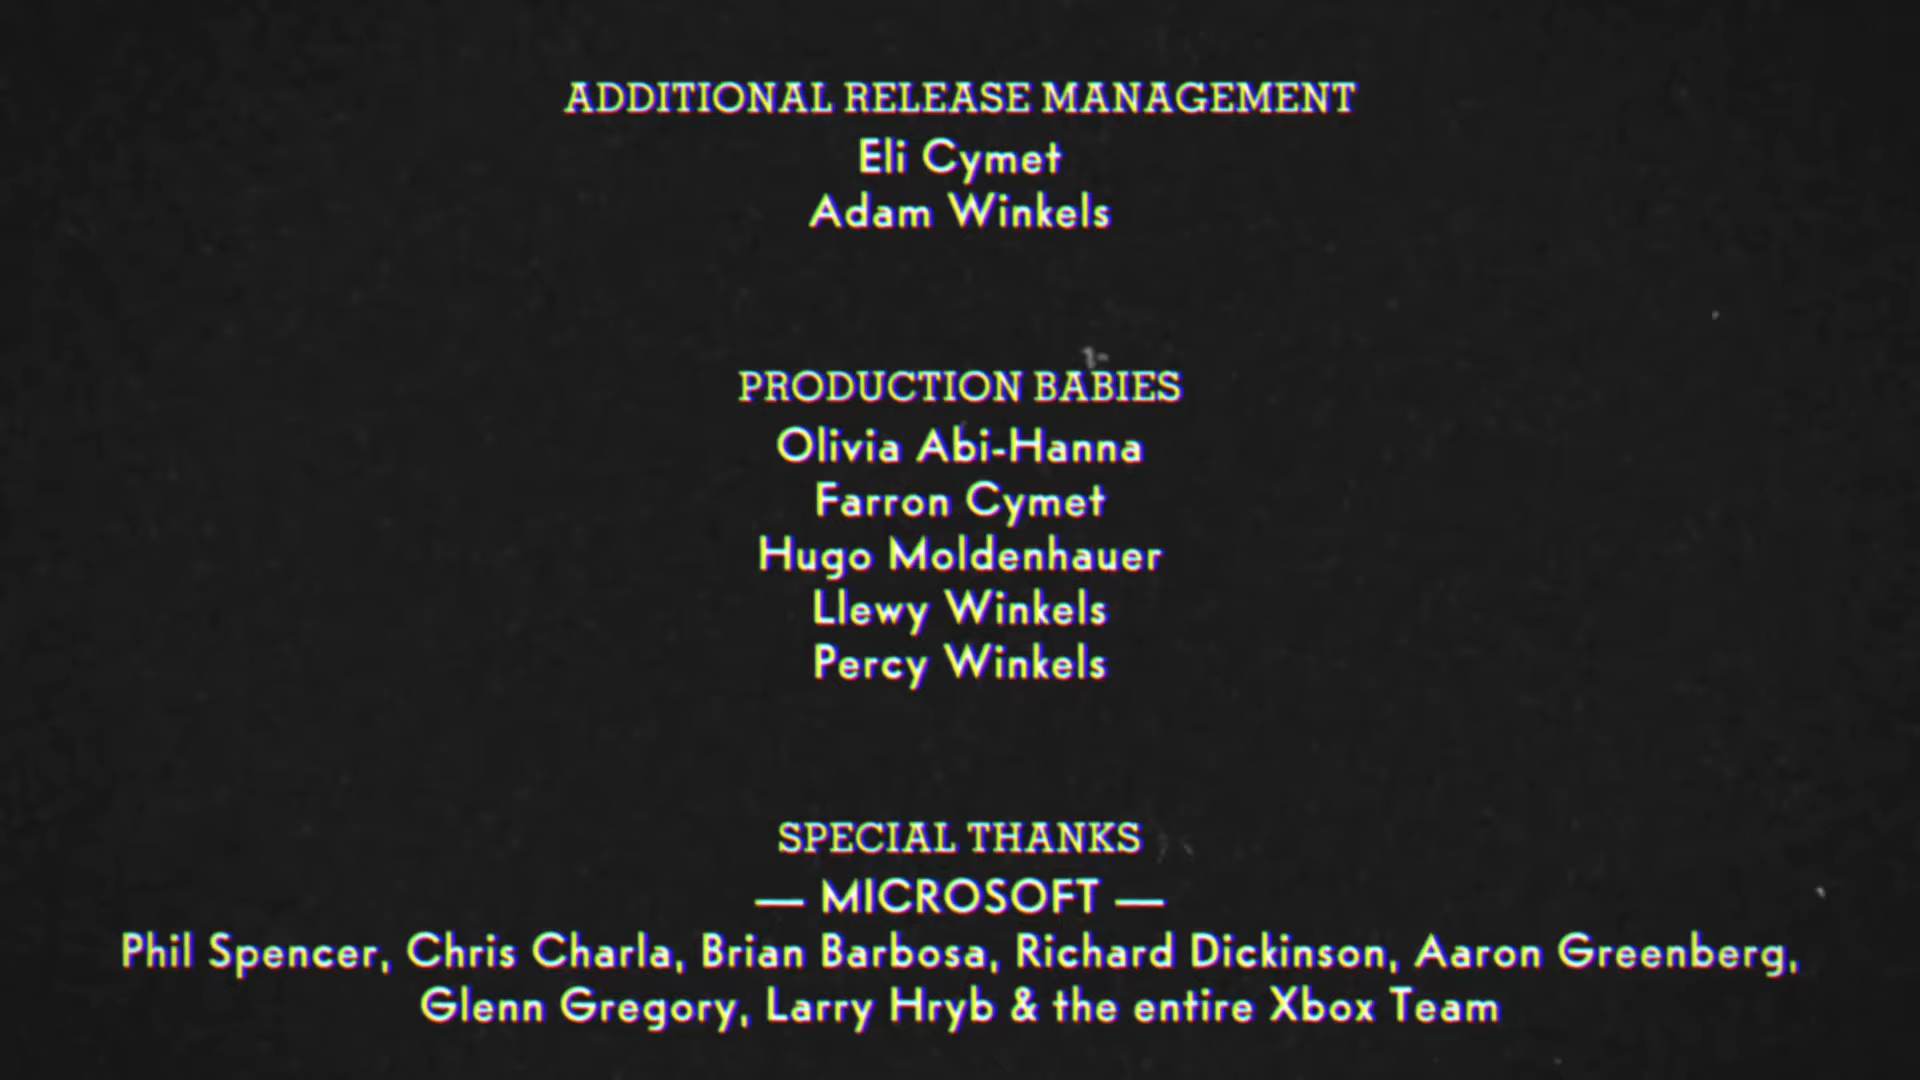 ADDITIONAL RELEASE MANAGEMENT
Eli Cymet
Adam Winkels
PRODUCTION BABIES
Olivia Abi-Hanna
Farron Cymet
Hugo Moldenhauer
Llewy Winkels
Percy Winkels
SPECIAL THANKS
— MICROSOFT —
Phil Spencer, Chris Charla, Brian Barbosa, Richard Dickinson, Aaron Greenberg,
Glenn Gregory, Larry Hryb & the entire Xbox Team